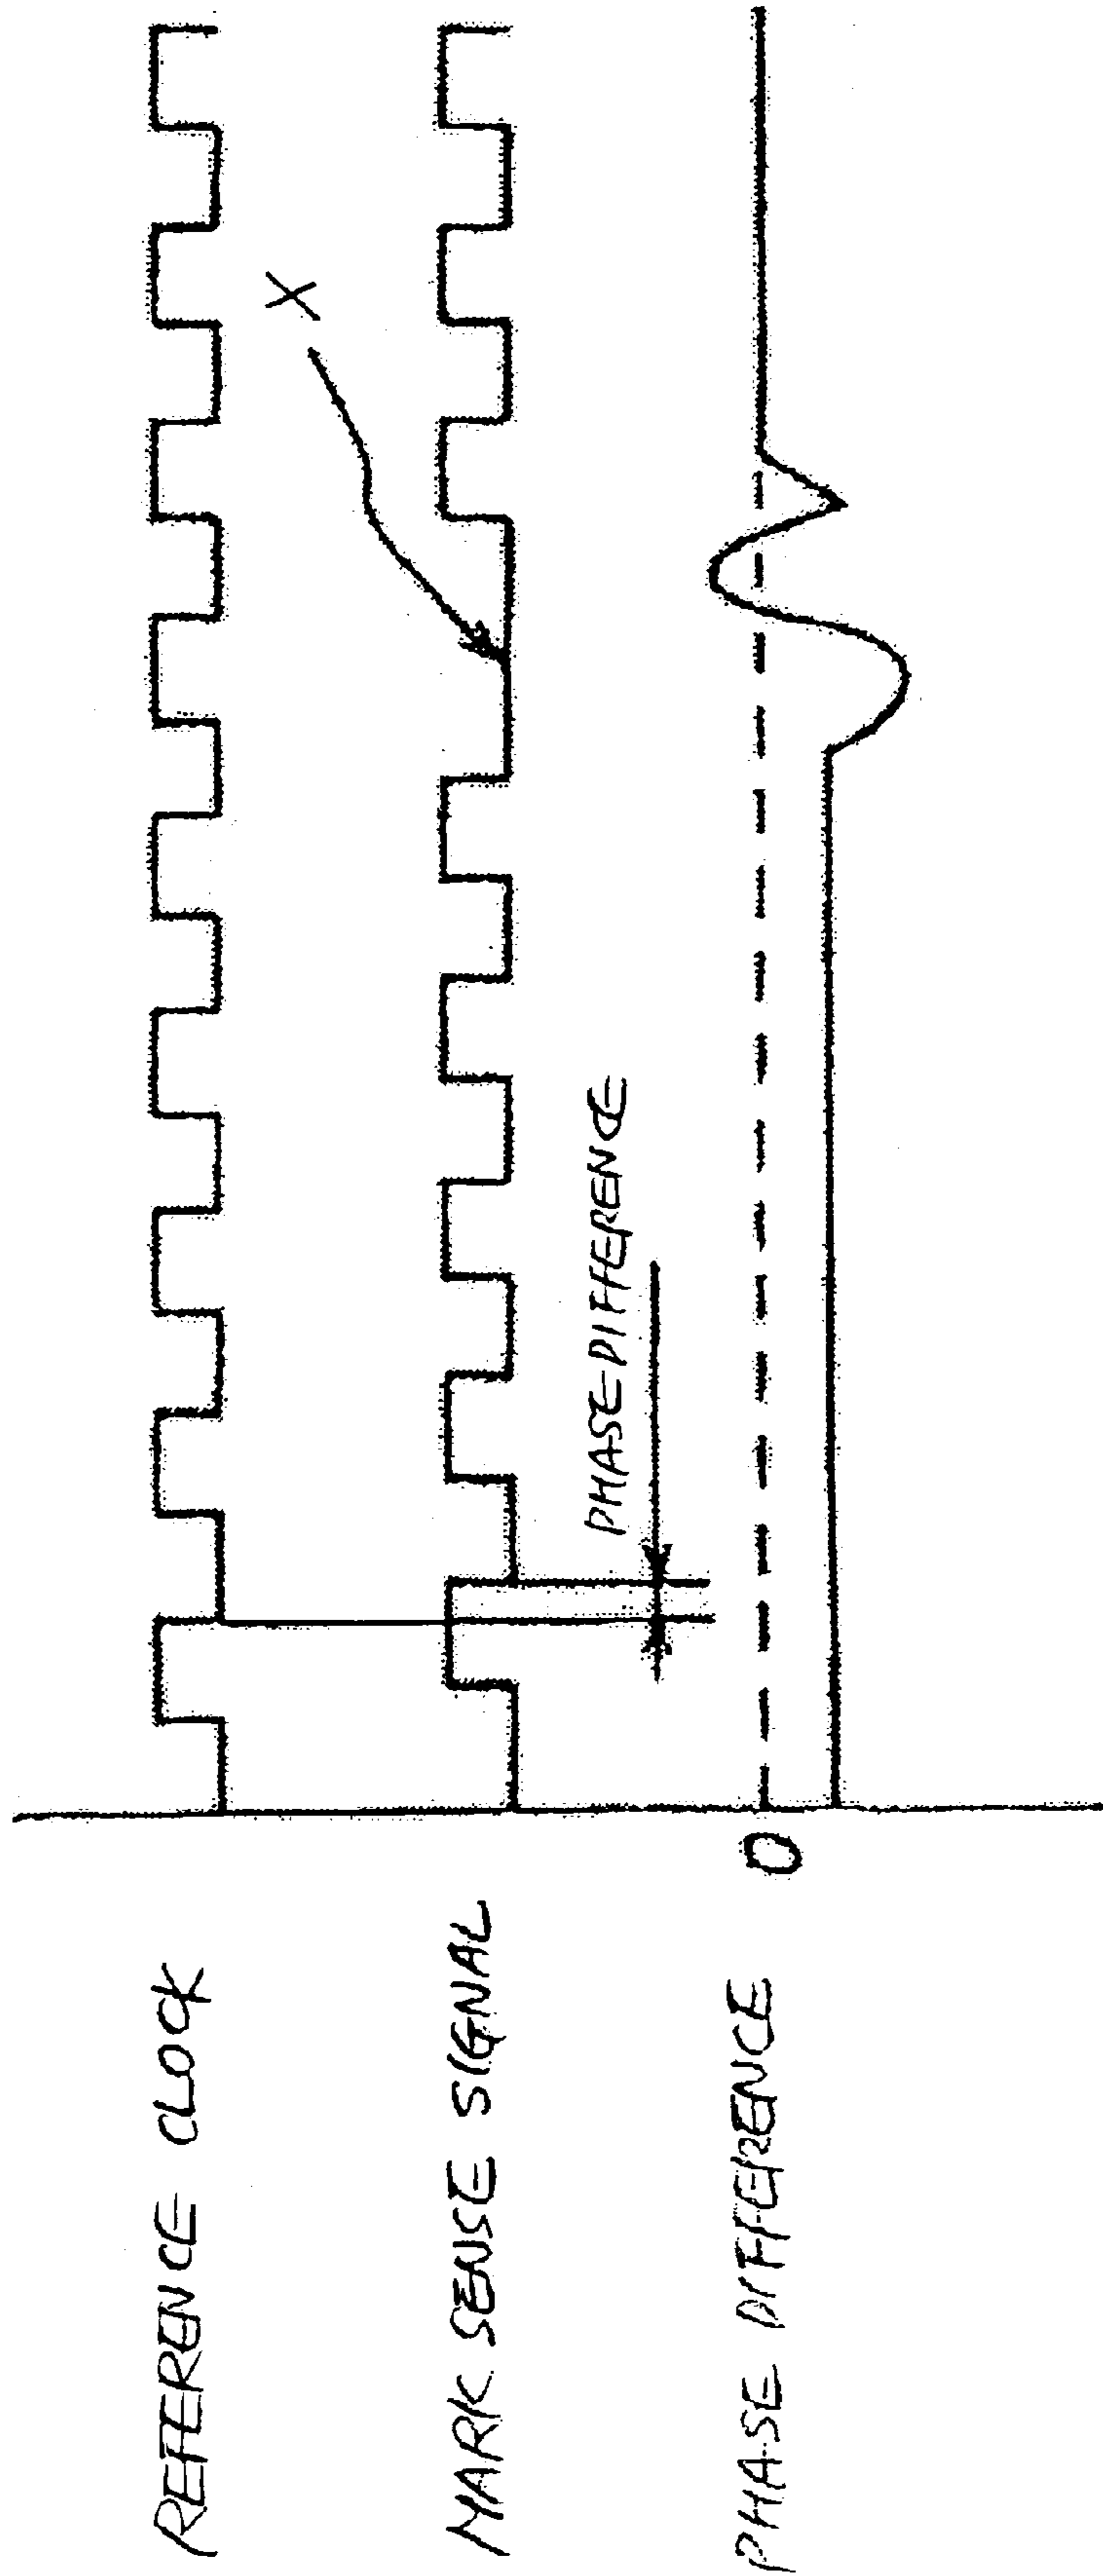 REFERENCE CLOCK
X
MARK SENSE SIGNAL
PHASE DIFFERENCE
PHASE DIFFERENCE 0